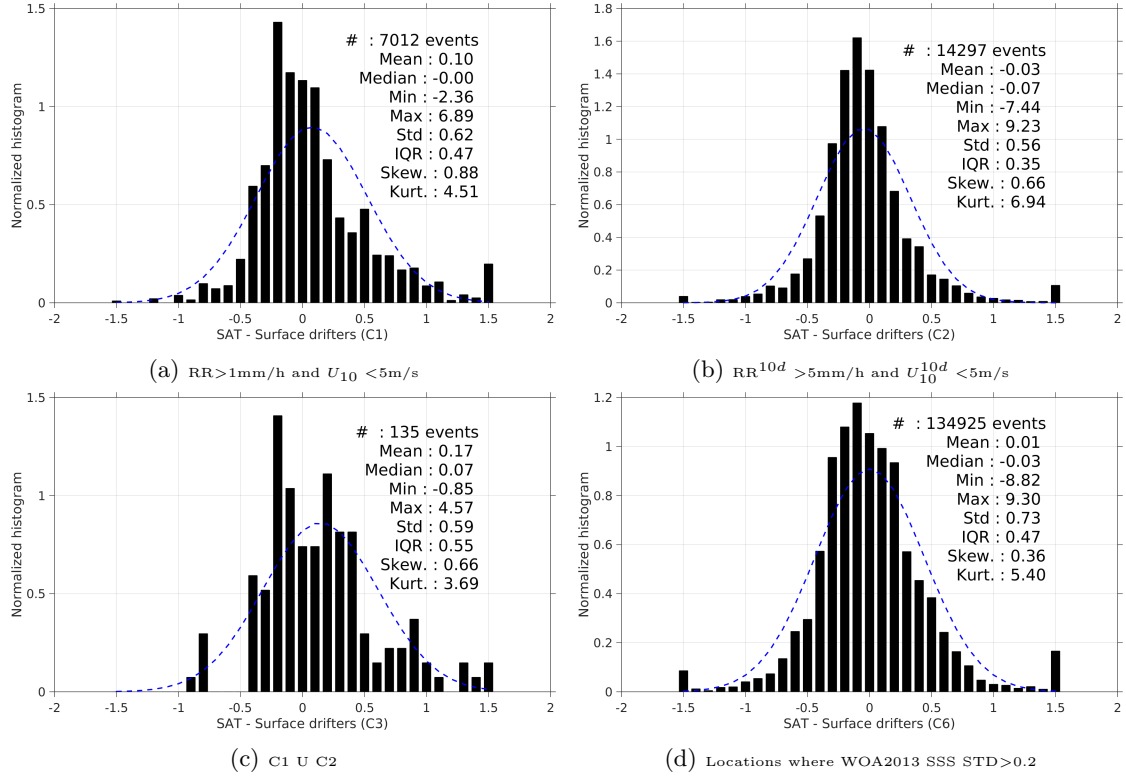 1.5
1
0.5
0
Normalized histogram
# : 7012 events
Mean : 0.10
Median : -0.00
Min : -2.36
Max : 6.89
Std : 0.62
IQR : 0.47
Skew. : 0.88
Kurt. : 4.51
-2 -1.5 -1 -0.5 0 0.5 1 1.5 2
SAT - Surface drifters (C1)
(a) RR>1mm/h and U10 <5m/s
1.8
1.6
1.4
1.2
1
0.8
0.6
0.4
0.2
0
Normalized histogram
# : 14297 events
Mean : -0.03
Median : -0.07
Min : -7.44
Max : 9.23
Std : 0.56
IQR : 0.35
Skew. : 0.66
Kurt. : 6.94
-2 -1.5 -1 -0.5 0 0.5 1 1.5 2
SAT - Surface drifters (C2)
(b) RR^10d >5mm/h and U10^10d <5m/s
1.5
1
0.5
0
Normalized histogram
# : 135 events
Mean : 0.17
Median : 0.07
Min : -0.85
Max : 4.57
Std : 0.59
IQR : 0.55
Skew. : 0.66
Kurt. : 3.69
-2 -1.5 -1 -0.5 0 0.5 1 1.5 2
SAT - Surface drifters (C3)
(c) C1 U C2
1.2
1
0.8
0.6
0.4
0.2
0
Normalized histogram
# : 134925 events
Mean : 0.01
Median : -0.03
Min : -8.82
Max : 9.30
Std : 0.73
IQR : 0.47
Skew. : 0.36
Kurt. : 5.40
-2 -1.5 -1 -0.5 0 0.5 1 1.5 2
SAT - Surface drifters (C6)
(d) Locations where WOA2013 SSS STD>0.2